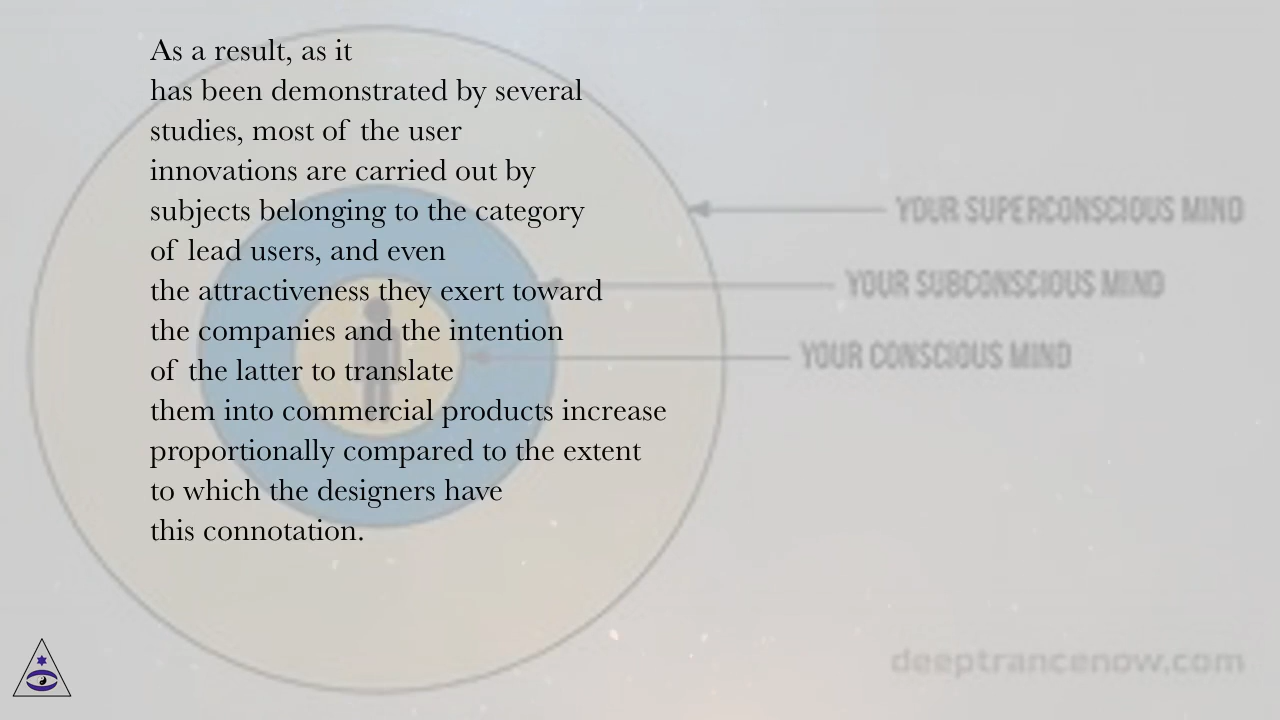 As a result, as it
has been demonstrated by several
studies, most of the user
innovations are carried out by
subjects belonging to the category
of lead users, and even
the attractiveness they exert toward
the companies and the intention
of the latter to translate
them into commercial products increase
proportionally compared to the extent
to which the designers have
this connotation.
YOUR SUPERCONSCIOUS MIND
YOUR SUBCONSCIOUS MIND
YOUR CONSCIOUS MIND
deeptrancenow.com